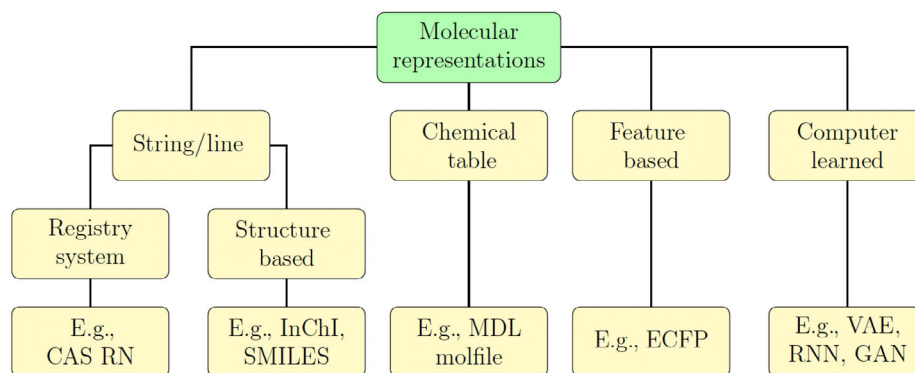 Molecular
representations
String/line
Chemical
table
Feature
based
Computer
learned
Registry
system
Structure
based
E.g.,
CAS RN
E.g., InChI,
SMILES
E.g., MDL
molfile
E.g., ECFP
E.g., VAE,
RNN, GAN